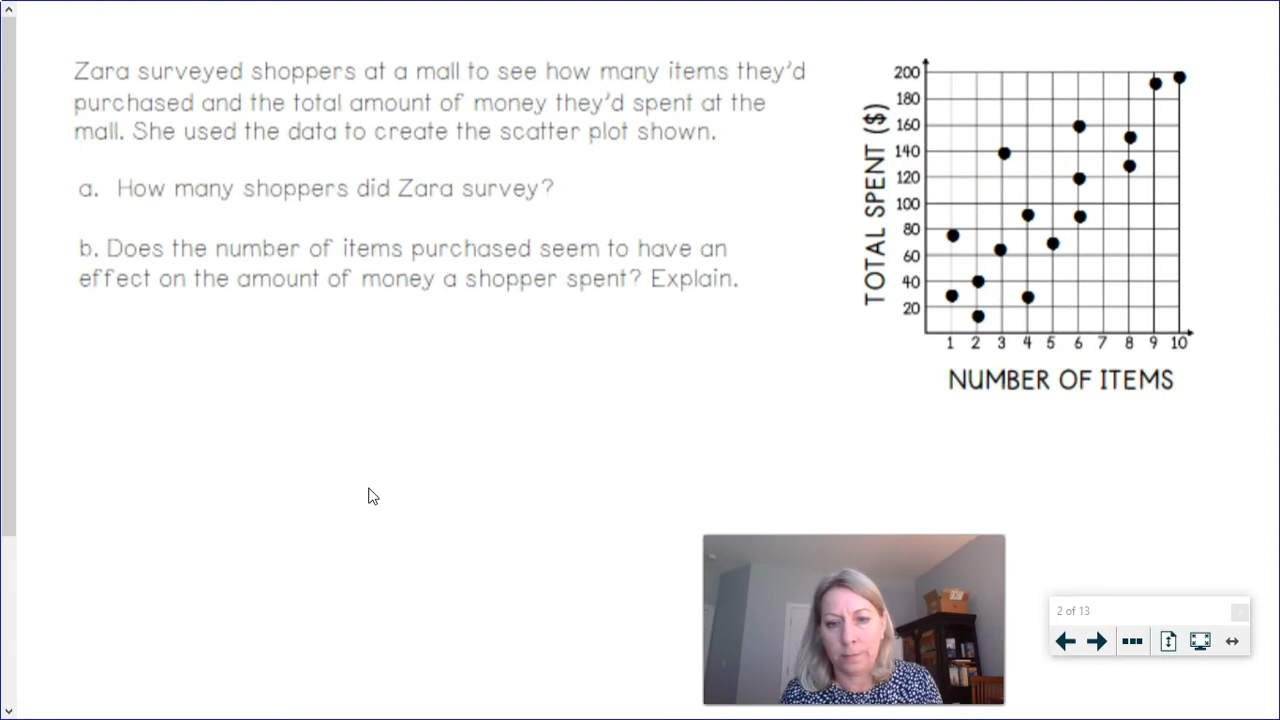 Zara surveyed shoppers at a mall to see how many items they'd
purchased and the total amount of money they'd spent at the
mall. She used the data to create the scatter plot shown.
a. How many shoppers did Zara survey?
b. Does the number of items purchased seem to have an
effect on the amount of money a shopper spent? Explain.
TOTAL SPENT ($)
200
180
160
140
120
100
80
60
40
20
1 2 3 4 5 6 7 8 9 10
NUMBER OF ITEMS
2 of 13